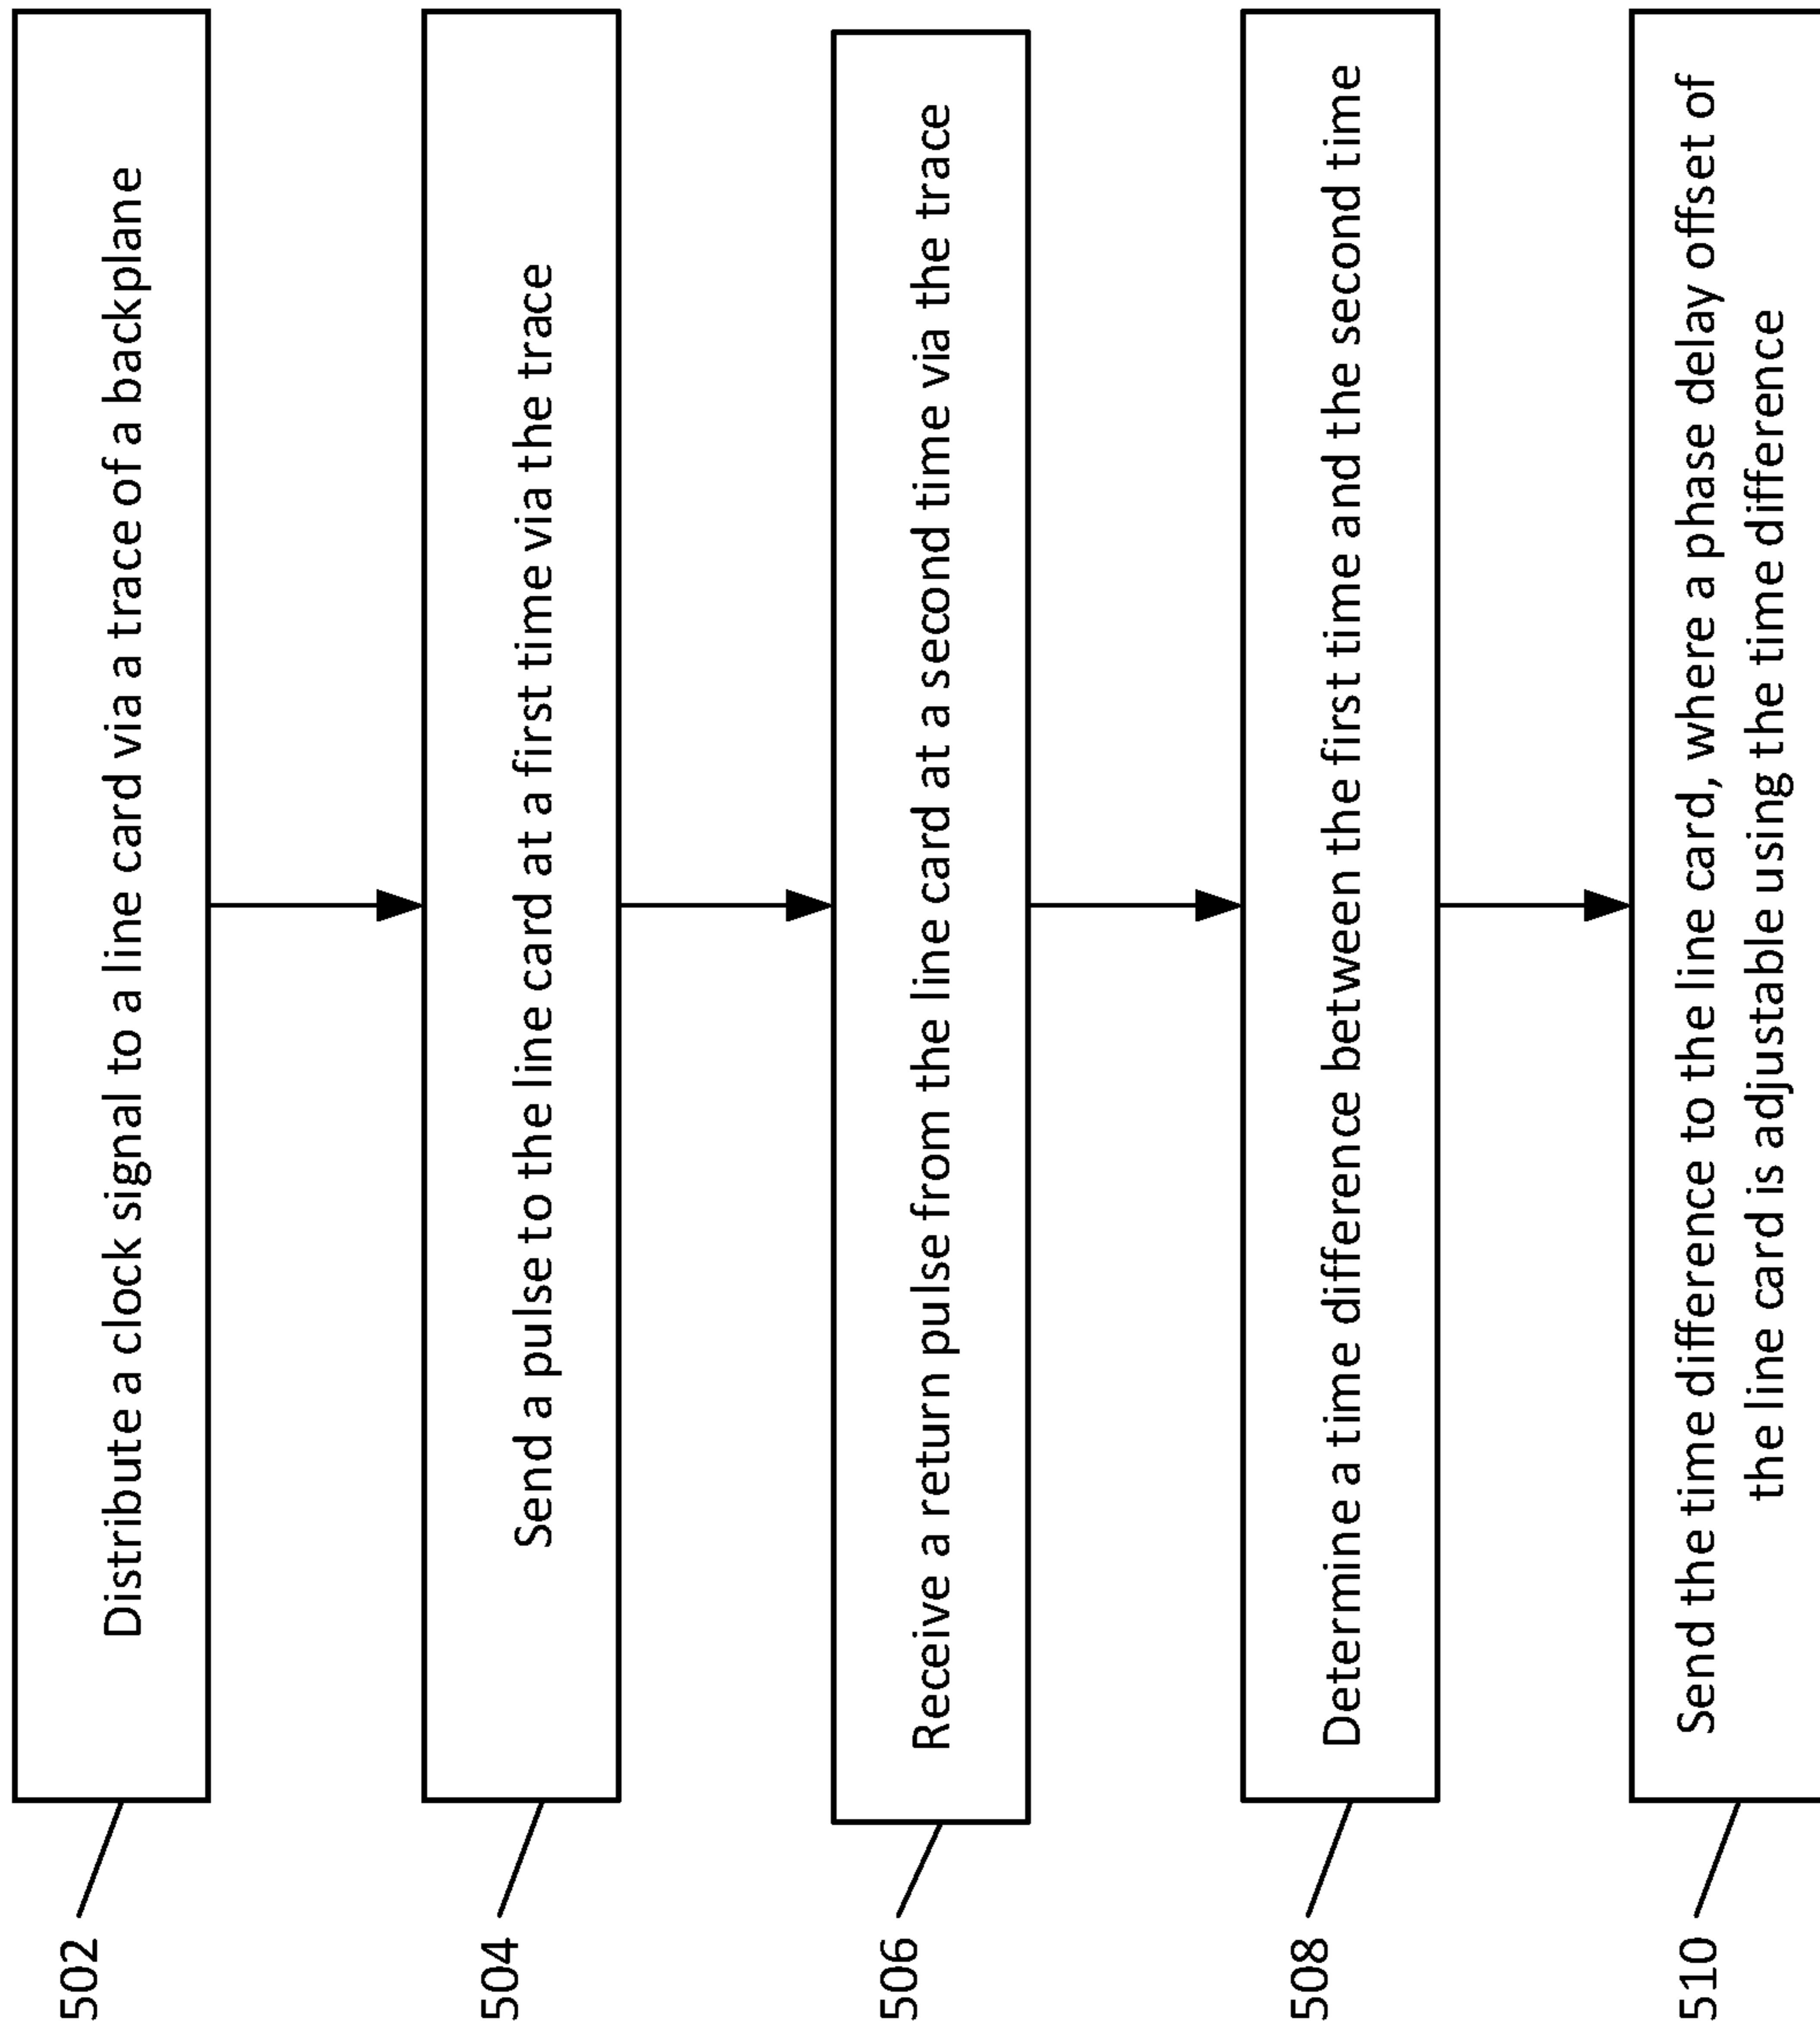 502
Distribute a clock signal to a line card via a trace of a backplane
504
Send a pulse to the line card at a first time via the trace
506
Receive a return pulse from the line card at a second time via the trace
508
Determine a time difference between the first time and the second time
510
Send the time difference to the line card, where a phase delay offset of
the line card is adjustable using the time difference